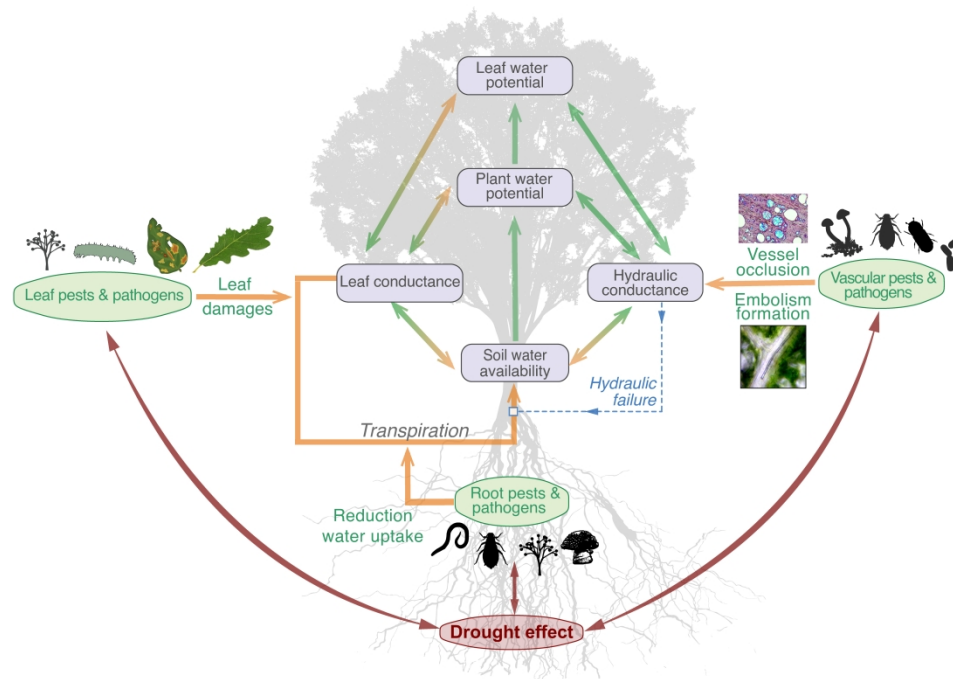 Leaf water
potential
Plant water
potential
Leaf pests & pathogens
Leaf
damages
Leaf conductance
Hydraulic
conductance
Vessel
occlusion
Embolism
formation
Vascular pests &
pathogens
Soil water
availability
Hydraulic
failure
Transpiration
Root pests &
pathogens
Reduction
water uptake
Drought effect